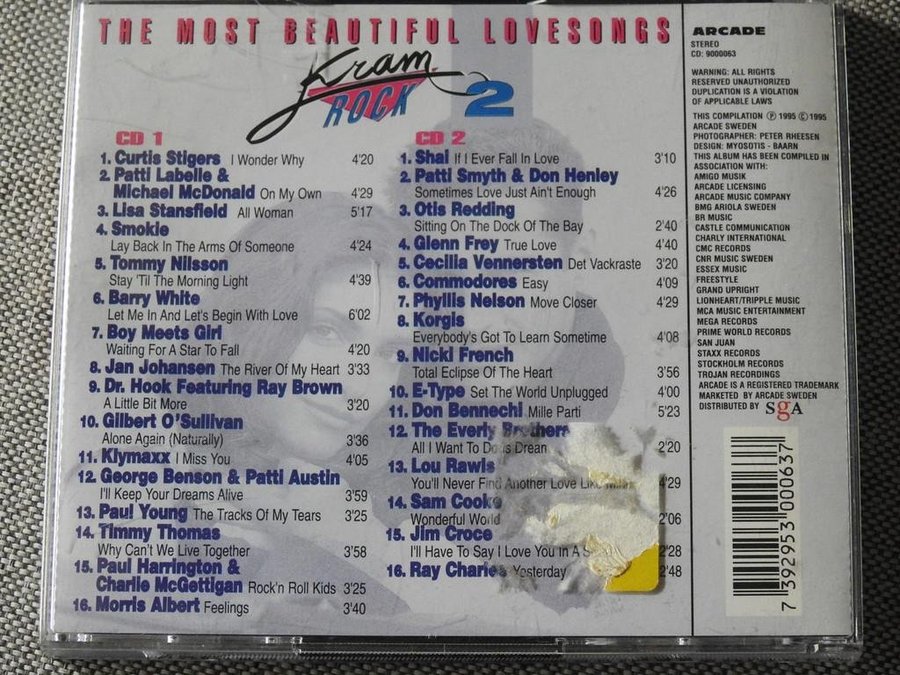 THE MOST BEAUTIFUL LOVESONGS
Kram
ROCK 2
CD 1
1. Curtis Stigers I Wonder Why 4'20
2. Patti Labelle &
Michael McDonald On My Own 4'29
3. Lisa Stansfield All Woman 5'17
4. Smokie
Lay Back In The Arms Of Someone 4'24
5. Tommy Nilsson
Stay 'Til The Morning Light 4'39
6. Barry White
Let Me In And Let's Begin With Love 6'02
7. Boy Meets Girl
Waiting For A Star To Fall 4'20
8. Jan Johansen The River Of My Heart 3'33
9. Dr. Hook Featuring Ray Brown
A Little Bit More 3'20
10. Gilbert O'Sullivan
Alone Again (Naturally) 3'36
11. Klymaxx I Miss You 4'05
12. George Benson & Patti Austin
I'll Keep Your Dreams Alive 3'59
13. Paul Young The Tracks Of My Tears 3'25
14. Timmy Thomas
Why Can't We Live Together 3'58
15. Paul Harrington &
Charlie McGettigan Rock'n Roll Kids 3'25
16. Morris Albert Feelings 3'40
CD 2
1. Shai If I Ever Fall In Love 3'10
2. Patti Smyth & Don Henley
Sometimes Love Just Ain't Enough 4'26
3. Otis Redding
Sitting On The Dock Of The Bay 2'40
4. Glenn Frey True Love 4'40
5. Cecilia Vennersten Det Vackraste 3'20
6. Commodores Easy 4'09
7. Phyllis Nelson Move Closer 4'29
8. Korgis
Everybody's Got To Learn Sometime 4'08
9. Nicki French
Total Eclipse Of The Heart 3'56
10. E-Type Set The World Unplugged 4'00
11. Don Bennechi Mille Parti 5'23
12. The Everly Brothers
All I Want To Do Is Drean 2'20
13. Lou Rawls
You'll Never Find Another Love Like 4'29
14. Sam Cooke
Wonderful World 2'06
15. Jim Croce
I'll Have To Say I Love You In A 2'28
16. Ray Charles Yesterday 2'48
ARCADE
STEREO
CD: 9000063
WARNING: ALL RIGHTS
RESERVED UNAUTHORIZED
DUPLICATION IS A VIOLATION
OF APPLICABLE LAWS
THIS COMPILATION Ⓟ 1995 © 1995
ARCADE SWEDEN
PHOTOGRAPHER: PETER RHEESEN
DESIGN: MYOSOTIS - BAARN
THIS ALBUM HAS BEEN COMPILED IN
ASSOCIATION WITH:
AMIGO MUSIK
ARCADE LICENSING
ARCADE MUSIC COMPANY
BMG ARIOLA SWEDEN
BR MUSIC
CASTLE COMMUNICATION
CHARLY INTERNATIONAL
CMC RECORDS
CNR MUSIC SWEDEN
ESSEX MUSIC
FREESTYLE
GRAND UPRIGHT
LIONHEART/TRIPPLE MUSIC
MCA MUSIC ENTERTAINMENT
MEGA RECORDS
PRIME WORLD RECORDS
SAN JUAN
STAXX RECORDS
STOCKHOLM RECORDS
TROJAN RECORDINGS
ARCADE IS A REGISTERED TRADEMARK
MARKETED BY ARCADE SWEDEN
DISTRIBUTED BY SGA
7 392953 000637